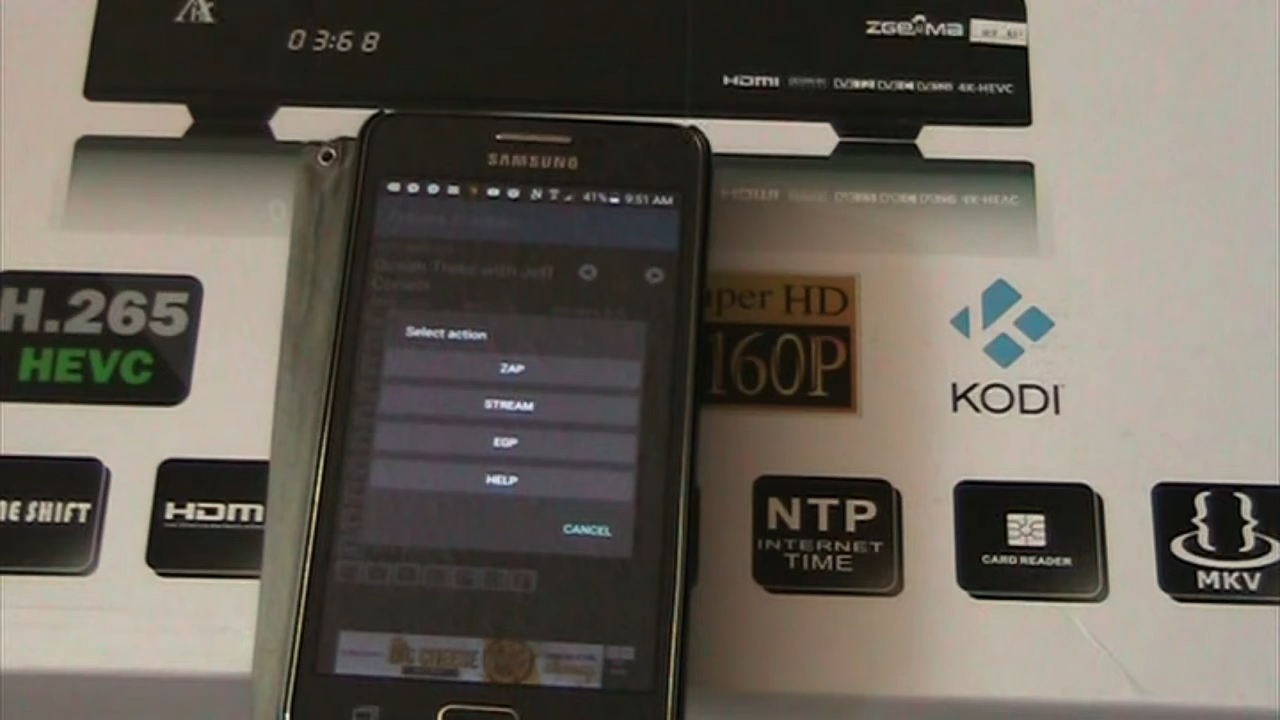 03:68
ZGEMMA
HDMI
4K-HEVC
SAMSUNG
41% 9:51 AM
Ocean Treks with Jeff
Corwin
Select action
ZAP
STREAM
EGP
HELP
CANCEL
H.265
HEVC
per HD
160P
KODI
ME SHIFT
HDMI
NTP
INTERNET
TIME
CARD READER
MKV